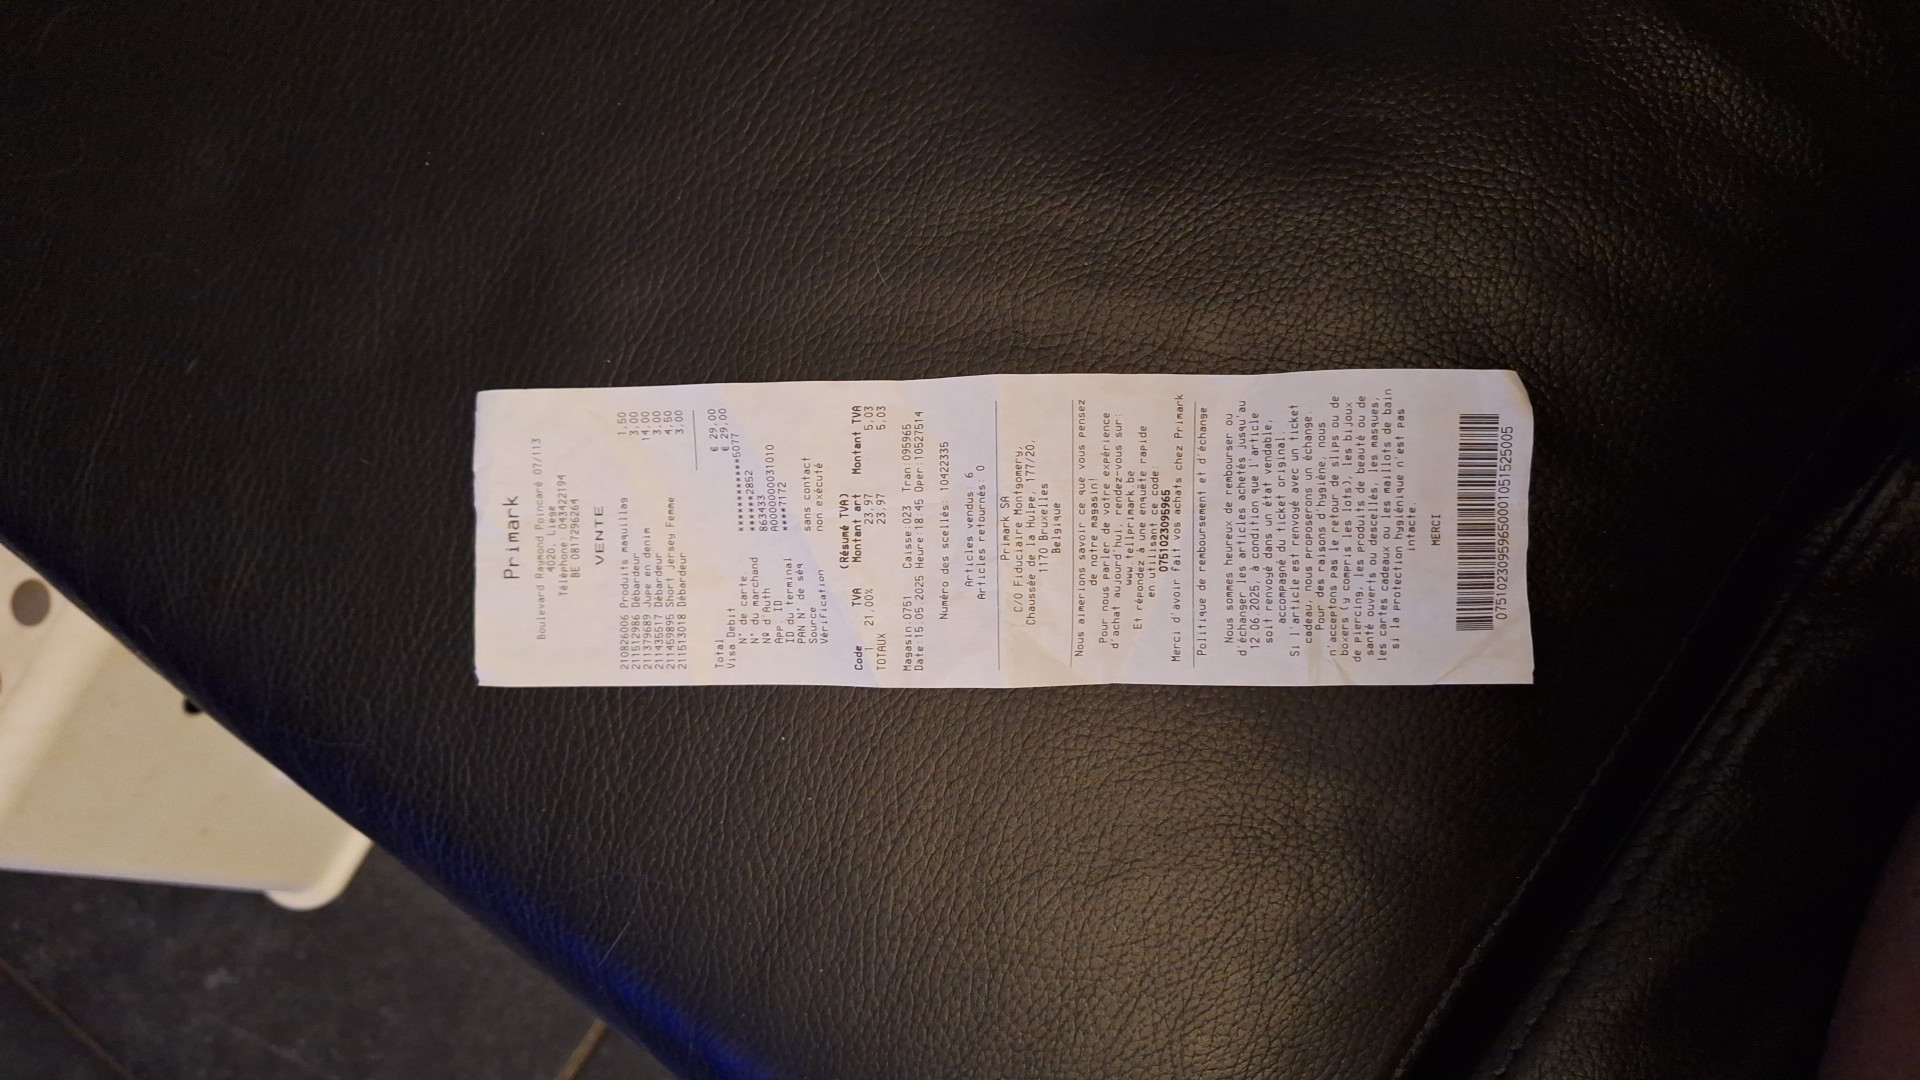 Primark
Boulevard Raymond Poincaré 07/113
4020, Liege
Téléphone: 043422194
BE 0817296264
VENTE
210826006 Produits maquillag 1,50
211512986 Débardeur 3,00
211379689 Jupe en denim 14,00
211435517 Débardeur 3,00
211459895 Short Jersey Femme 4,50
211513018 Débardeur 3,00
Total € 29,00
Visa Debit € 29,00
N° de carte ************5077
N° du marchand ******2852
Nº d'Auth 863433
App. ID A0000000031010
ID du terminal ****7172
PAN N° de séq
Source sans contact
Vérification non exécuté
(Résumé TVA)
Code TVA Montant art Montant TVA
1 21,00% 23,97 5,03
TOTAUX 23,97 5,03
Magasin:0751 Caisse:023 Tran:095965
Date:15.05.2025 Heure:18:45 Oper:10527514
Numéro des scellés: 10422335
Articles vendus: 6
Articles retournés: 0
Primark SA
C/O Fiduciaire Montgomery,
Chaussée de la Hulpe, 177/20,
1170 Bruxelles
Belgique
Nous aimerions savoir ce que vous pensez
de notre magasin!
Pour nous parler de votre expérience
d'achat aujourd'hui, rendez-vous sur:
www.tellprimark.be
Et répondez à une enquête rapide
en utilisant ce code:
0751023095965
Merci d'avoir fait vos achats chez Primark
Politique de remboursement et d'échange
Nous sommes heureux de rembourser ou
d'échanger les articles achetés jusqu'au
12.06.2025, à condition que l'article
soit renvoyé dans un état vendable,
accompagné du ticket original.
Si l'article est renvoyé avec un ticket
cadeau, nous proposerons un échange.
Pour des raisons d'hygiène, nous
n'acceptons pas le retour de slips ou de
boxers (y compris les lots), les bijoux
de piercing, les produits de beauté ou de
santé ouverts ou descellés, les masques,
les cartes cadeaux ou les maillots de bain
si la protection hygiénique n'est pas
intacte.
MERCI